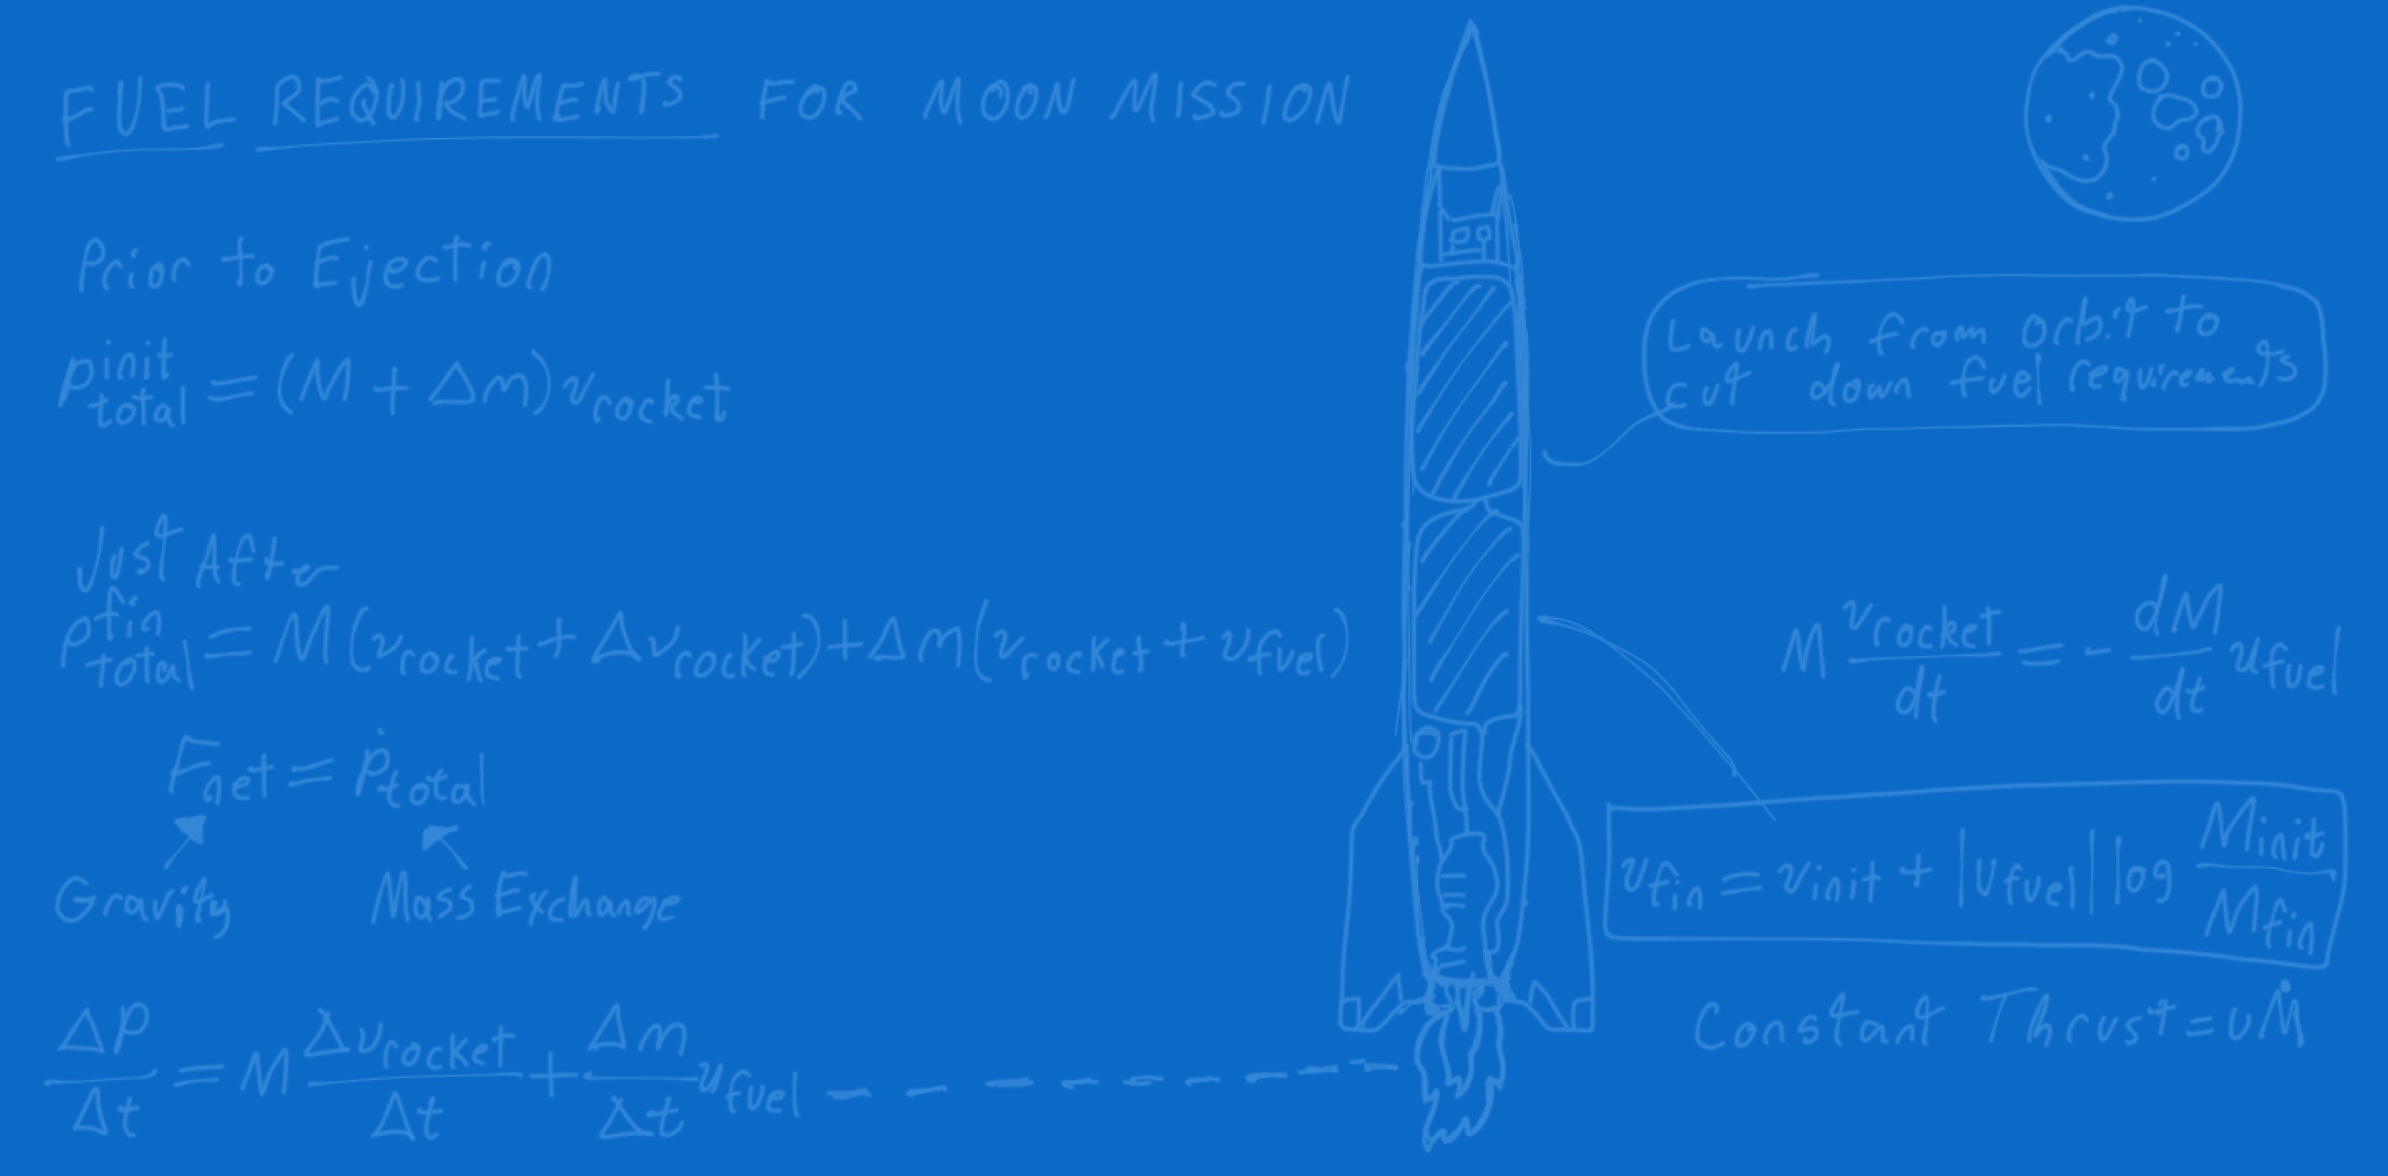 FUEL REQUIREMENTS FOR MOON MISSION
Prior to Ejection
p^init_total = (M + Δm)v_rocket
Just After
p^fin_total = M(v_rocket + Δv_rocket) + Δm(v_rocket + v_fuel)
F_net = ṗ_total
Gravity Mass Exchange
Δp/Δt = M Δv_rocket/Δt + Δm/Δt u_fuel
Launch from orbit to
cut down fuel requirements
M v_rocket/dt = - dM/dt u_fuel
v_fin = v_init + |v_fuel| log M_init/M_fin
Constant Thrust = uṀ